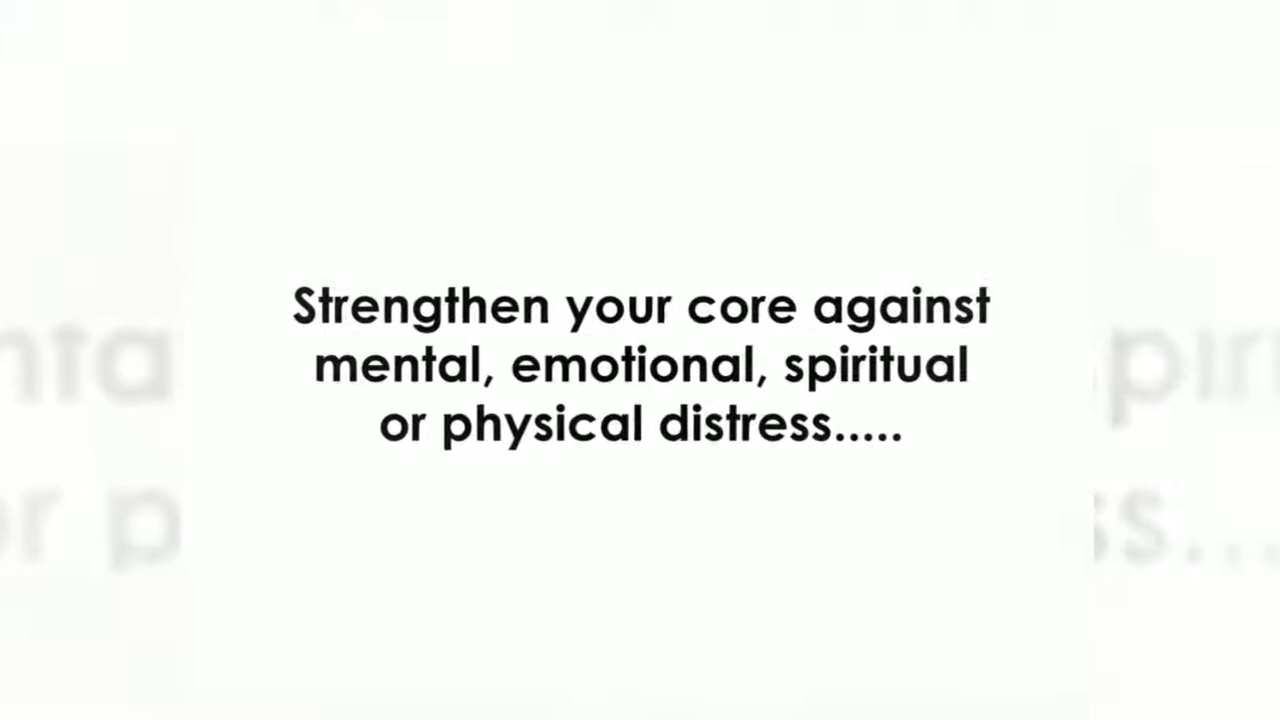 Strengthen your core against
mental, emotional, spiritual
or physical distress.....